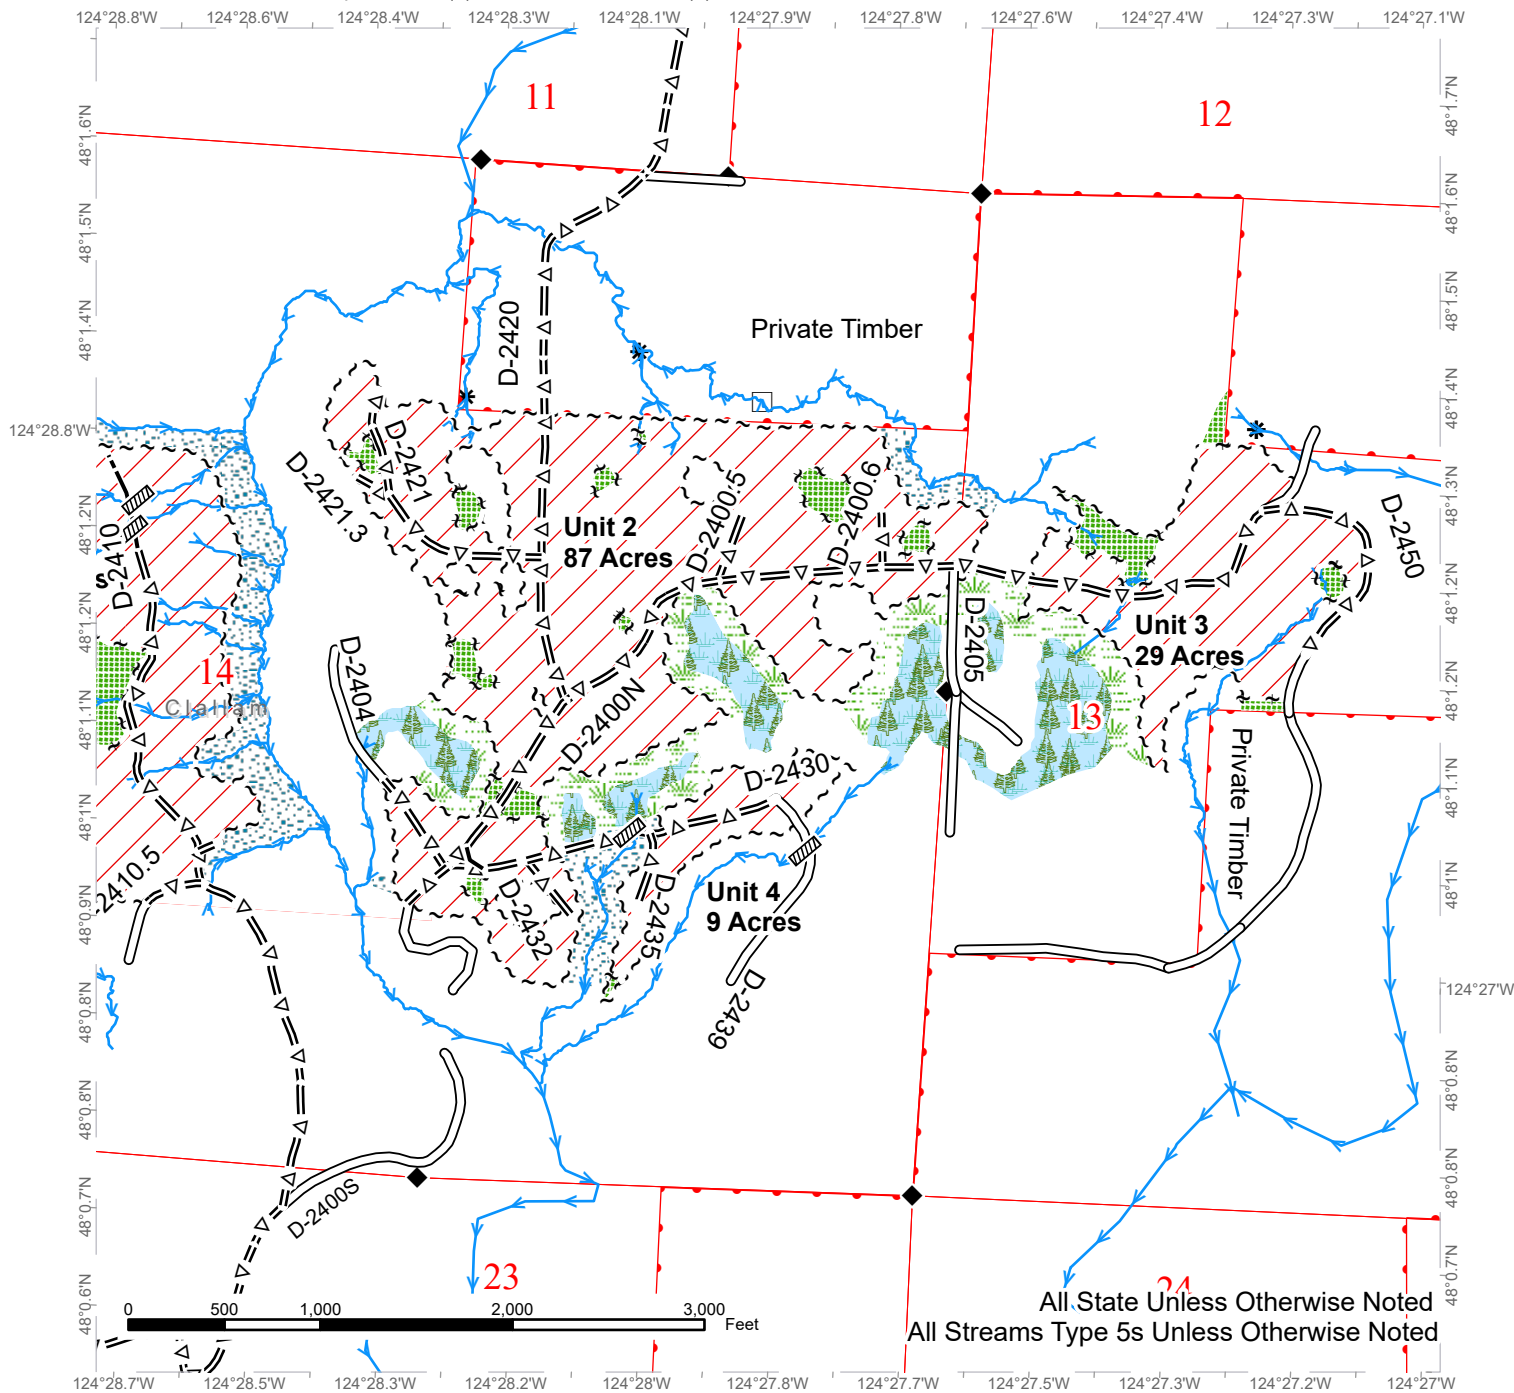 124°28.8'W 124°28.6'W 124°28.4'W 124°28.3'W 124°28.1'W 124°27.9'W 124°27.8'W 124°27.6'W 124°27.4'W 124°27.3'W 124°27.1'W
11
12
48°1.7'N
48°1.6'N
48°1.6'N
48°1.5'N
48°1.5'N
48°1.4'N
D-2420
Private Timber
48°1.4'N
124°28.8'W
D-2421
D-2421.3
48°1.3'N
D-2400.5
D-2400.6
D-2450
48°1.2'N
Unit 2
87 Acres
D-2410
s
48°1.2'N
48°1.2'N
D-2405
Unit 3
29 Acres
D-2404
14
Clallam
48°1.2'N
48°1.1'N
D-2400N
13
Private Timber
D-2430
48°1.1'N
48°1'N
2410.5
48°1'N
Unit 4
9 Acres
D-2432
D-2435
48°0.9'N
D-2439
48°0.8'N
124°27'W
48°0.8'N
48°0.8'N
48°0.7'N
D-2400S
48°0.8'N
23
24
48°0.7'N
48°0.6'N
0 500 1,000 2,000 3,000
Feet
All State Unless Otherwise Noted
All Streams Type 5s Unless Otherwise Noted
124°28.7'W 124°28.5'W 124°28.3'W 124°28.2'W 124°28'W 124°27.8'W 124°27.7'W 124°27.5'W 124°27.3'W 124°27.2'W 124°27'W